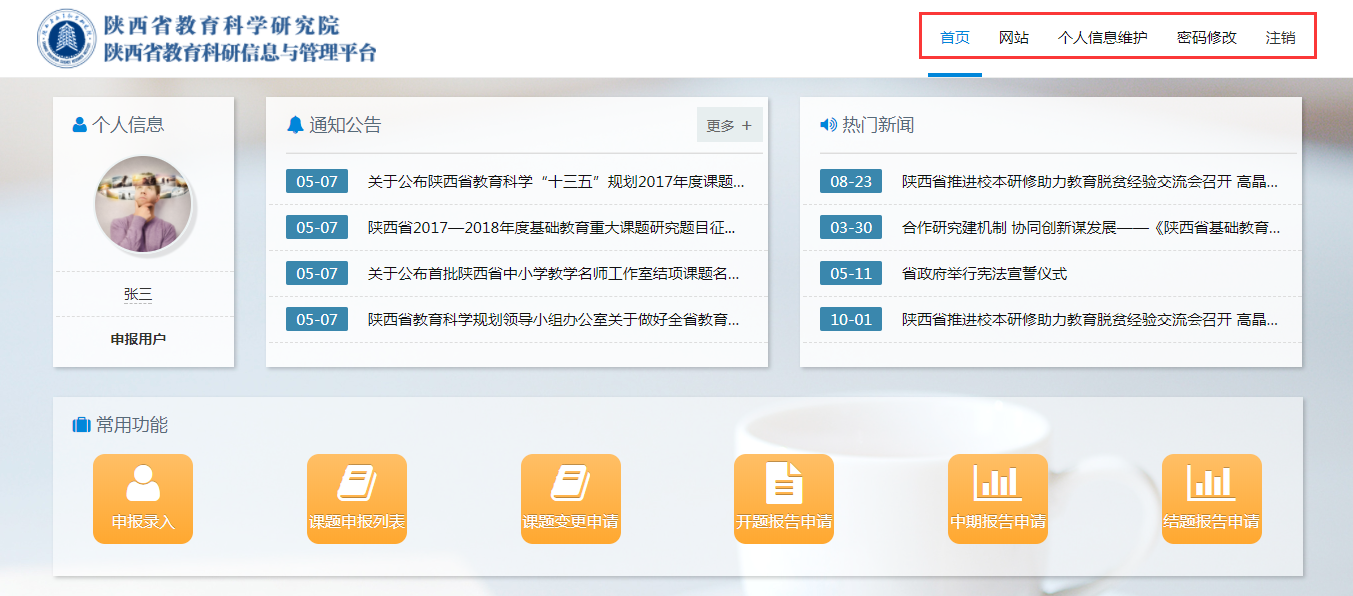 陕西省教育科学研究院
陕西省教育科研信息与管理平台
首页 网站 个人信息维护 密码修改 注销
个人信息
张三
申报用户
通知公告
更多 +
05-07 关于公布陕西省教育科学“十三五”规划2017年度课题...
05-07 陕西省2017—2018年度基础教育重大课题研究题目征...
05-07 关于公布首批陕西省中小学教学名师工作室结项课题名...
05-07 陕西省教育科学规划领导小组办公室关于做好全省教育...
热门新闻
08-23 陕西省推进校本研修助力教育脱贫经验交流会召开 高晶...
03-30 合作研究建机制 协同创新谋发展——《陕西省基础教育...
05-11 省政府举行宪法宣誓仪式
10-01 陕西省推进校本研修助力教育脱贫经验交流会召开 高晶...
常用功能
申报录入
课题申报列表
课题变更申请
开题报告申请
中期报告申请
结题报告申请